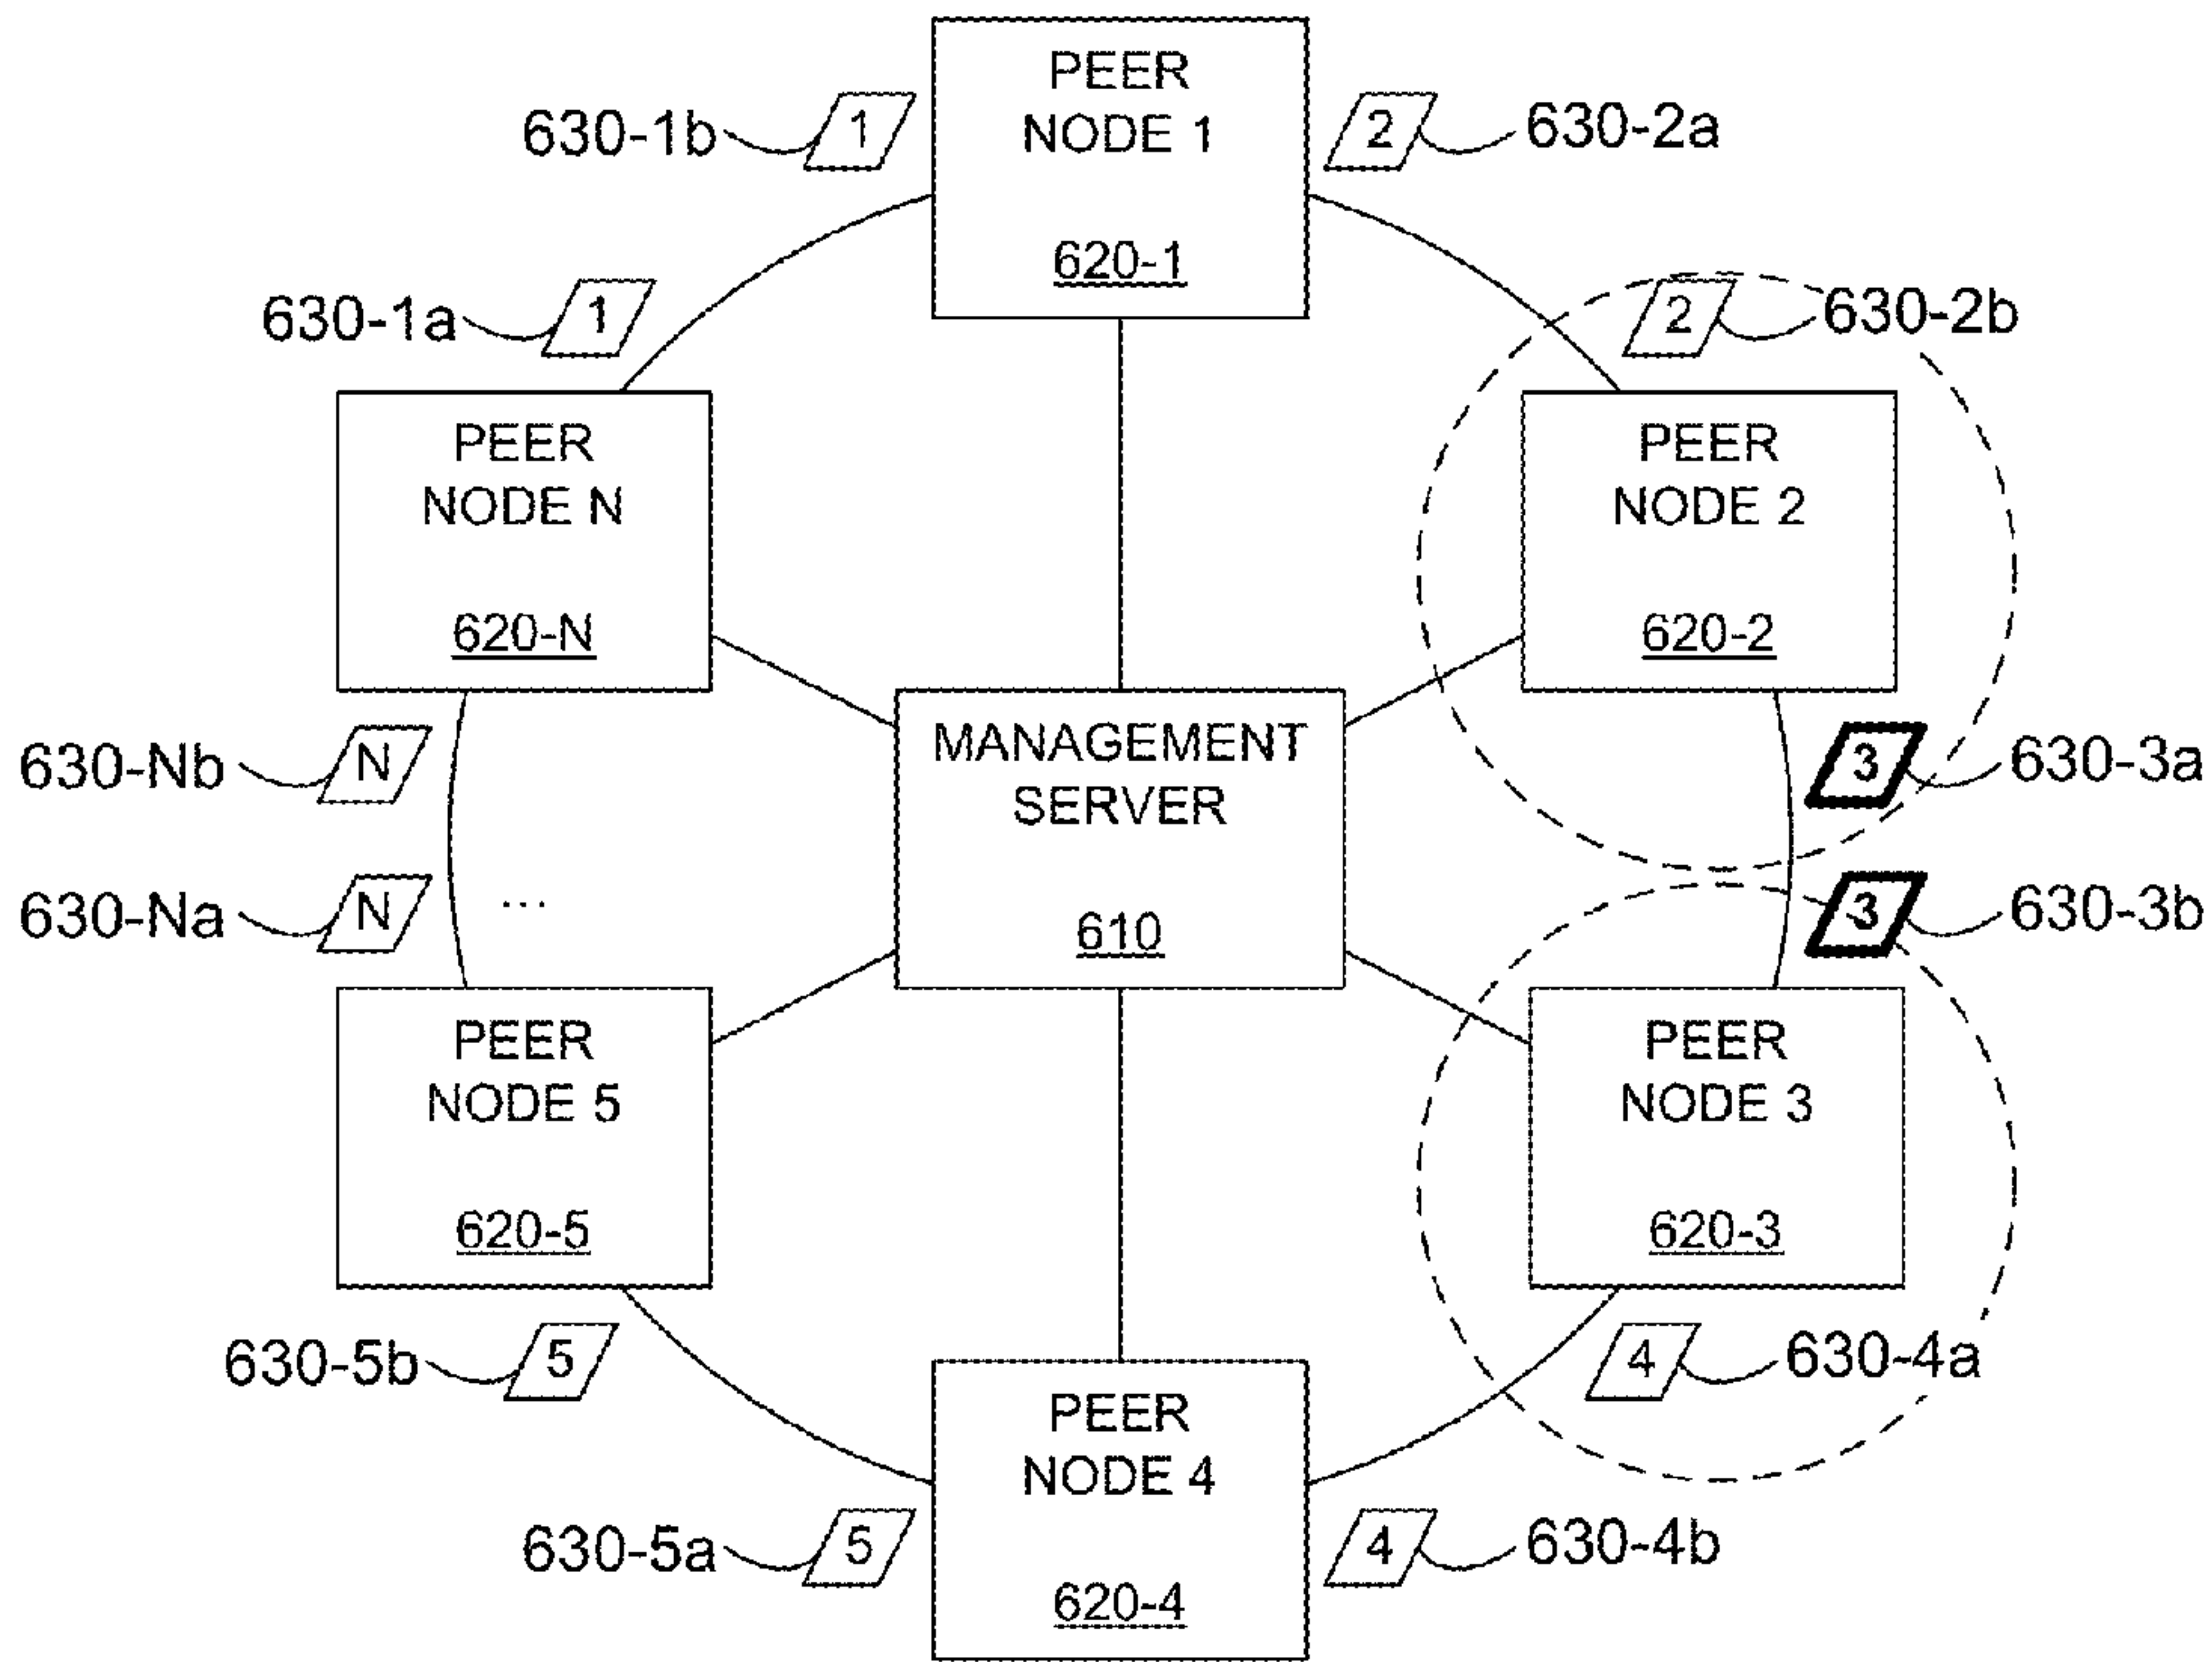 PEER
NODE 1
620-1
630-1b
1
2
630-2a
630-1a
1
2
630-2b
PEER
NODE N
620-N
PEER
NODE 2
620-2
630-Nb
N
MANAGEMENT
SERVER
610
3
630-3a
630-Na
N
...
3
630-3b
PEER
NODE 5
620-5
PEER
NODE 3
620-3
630-5b
5
4
630-4a
PEER
NODE 4
620-4
630-5a
5
4
630-4b